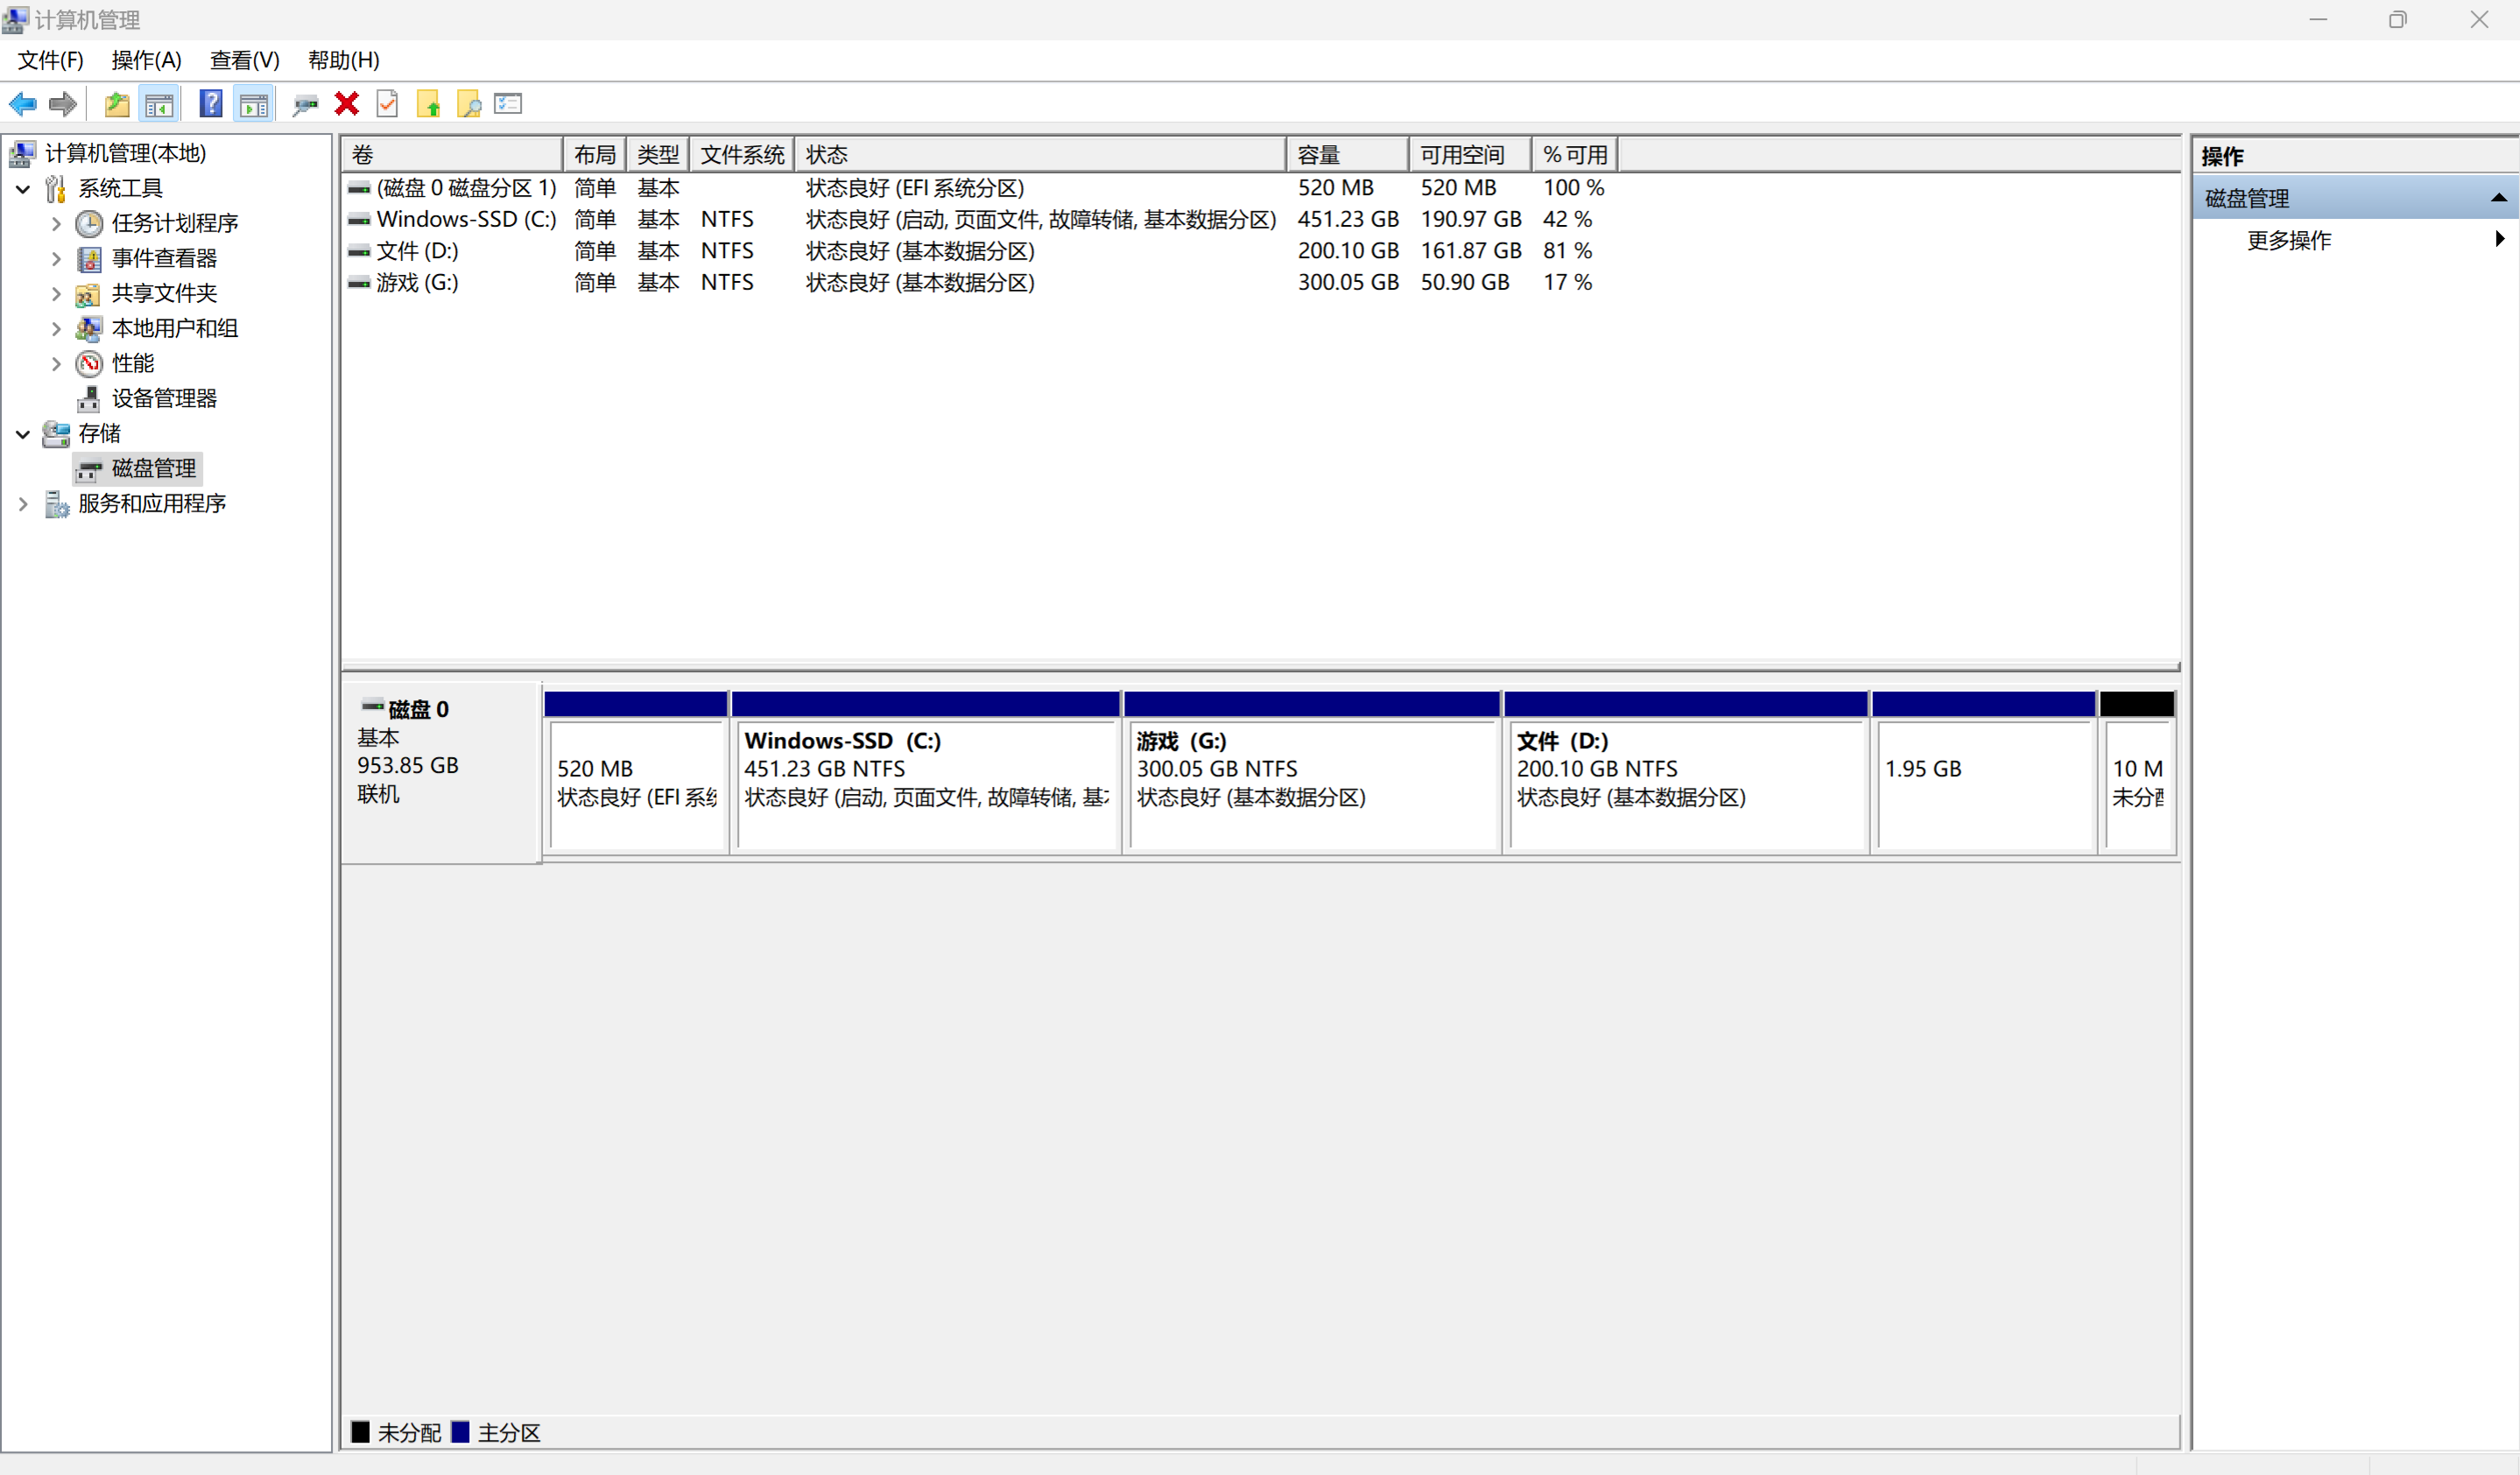 计算机管理
文件(F) 操作(A) 查看(V) 帮助(H)
计算机管理(本地)
系统工具
任务计划程序
事件查看器
共享文件夹
本地用户和组
性能
设备管理器
存储
磁盘管理
服务和应用程序
卷 布局 类型 文件系统 状态 容量 可用空间 % 可用
(磁盘 0 磁盘分区 1) 简单 基本 状态良好 (EFI 系统分区) 520 MB 520 MB 100 %
Windows-SSD (C:) 简单 基本 NTFS 状态良好 (启动, 页面文件, 故障转储, 基本数据分区) 451.23 GB 190.97 GB 42 %
文件 (D:) 简单 基本 NTFS 状态良好 (基本数据分区) 200.10 GB 161.87 GB 81 %
游戏 (G:) 简单 基本 NTFS 状态良好 (基本数据分区) 300.05 GB 50.90 GB 17 %
磁盘 0
基本
953.85 GB
联机
520 MB
状态良好 (EFI 系统
Windows-SSD (C:)
451.23 GB NTFS
状态良好 (启动, 页面文件, 故障转储, 基
游戏 (G:)
300.05 GB NTFS
状态良好 (基本数据分区)
文件 (D:)
200.10 GB NTFS
状态良好 (基本数据分区)
1.95 GB
10 M
未分
未分配 主分区
操作
磁盘管理
更多操作